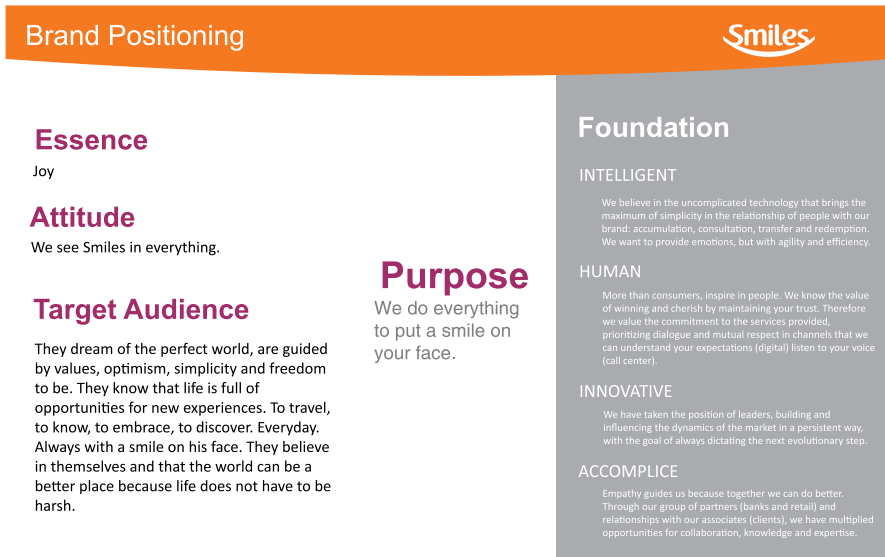 Brand Positioning
Smiles
Essence
Joy
Attitude
We see Smiles in everything.
Target Audience
They dream of the perfect world, are guided
by values, optimism, simplicity and freedom
to be. They know that life is full of
opportunities for new experiences. To travel,
to know, to embrace, to discover. Everyday.
Always with a smile on his face. They believe
in themselves and that the world can be a
better place because life does not have to be
harsh.
Purpose
We do everything
to put a smile on
your face.
Foundation
INTELLIGENT
We believe in the uncomplicated technology that brings the
maximum of simplicity in the relationship of people with our
brand: accumulation, consultation, transfer and redemption.
We want to provide emotions, but with agility and efficiency.
HUMAN
More than consumers, inspire in people. We know the value
of winning and cherish by maintaining your trust. Therefore
we value the commitment to the services provided,
prioritizing dialogue and mutual respect in channels that we
can understand your expectations (digital) listen to your voice
(call center).
INNOVATIVE
We have taken the position of leaders, building and
influencing the dynamics of the market in a persistent way,
with the goal of always dictating the next evolutionary step.
ACCOMPLICE
Empathy guides us because together we can do better.
Through our group of partners (banks and retail) and
relationships with our associates (clients), we have multiplied
opportunities for collaboration, knowledge and expertise.